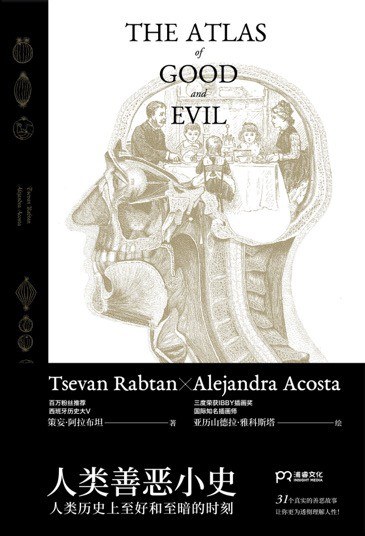 THE ATLAS
of
GOOD
and
EVIL
Tsevan Rabtan
Alejandra Acosta
Tsevan Rabtan×Alejandra Acosta
百万粉丝推荐
西班牙历史大V
策妄·阿拉布坦 著
三度荣获IBBY插画奖
国际知名插画师
亚历山德拉·雅科斯塔 绘
人类善恶小史
人类历史上至好和至暗的时刻
浦睿文化
INSIGHT MEDIA
31个真实的善恶故事
让你更为透彻理解人性!